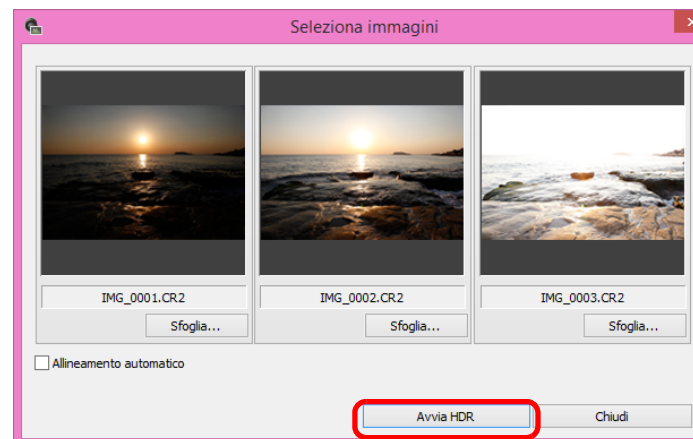 Seleziona immagini
IMG_0001.CR2
IMG_0002.CR2
IMG_0003.CR2
Sfoglia...
Sfoglia...
Sfoglia...
Allineamento automatico
Avvia HDR
Chiudi